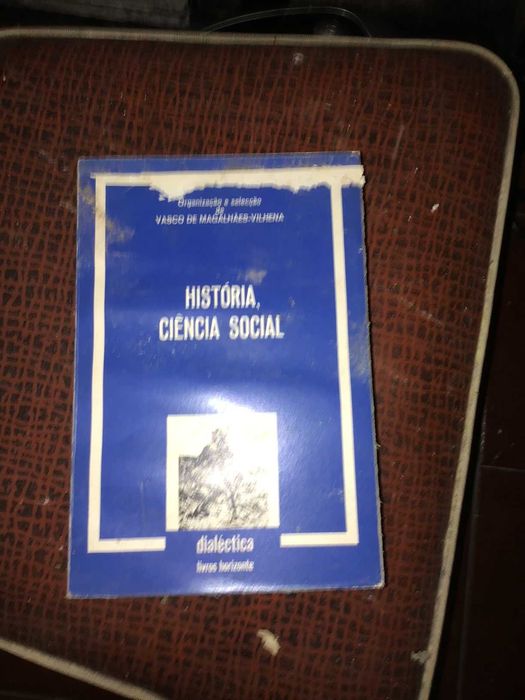 Organização e selecção
de
VASCO DE MAGALHÃES-VILHENA
HISTÓRIA,
CIÊNCIA SOCIAL
dialéctica
livros horizonte